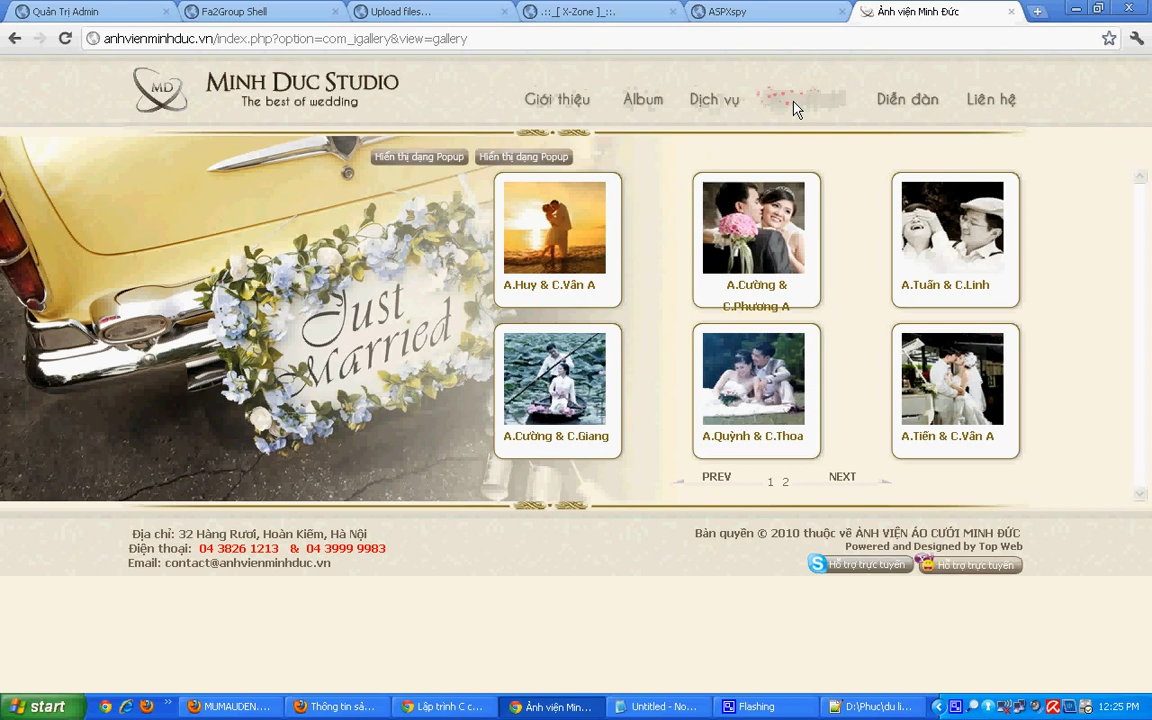 Quản Trị Admin
Fa2Group Shell
Upload files...
.::_[ X-Zone ]_::.
ASPXspy
Ảnh viện Minh Đức
anhvienminhduc.vn/index.php?option=com_igallery&view=gallery
MD
MINH DUC STUDIO
The best of wedding
Giới thiệu
Album
Dịch vụ
Diễn đàn
Liên hệ
Hiển thị dạng Popup
Hiển thị dạng Popup
Just
Married
A.Huy & C.Vân A
A.Cường &
C.Phương A
A.Tuấn & C.Linh
A.Cường & C.Giang
A.Quỳnh & C.Thoa
A.Tiến & C.Vân A
PREV
1 2
NEXT
Địa chỉ: 32 Hàng Rươi, Hoàn Kiếm, Hà Nội
Điện thoại: 04 3826 1213 & 04 3999 9983
Email: contact@anhvienminhduc.vn
Bản quyền © 2010 thuộc về ẢNH VIỆN ÁO CƯỚI MINH ĐỨC
Powered and Designed by Top Web
Hỗ trợ trực tuyến
Hỗ trợ trực tuyến
start
MUMAUDEN....
Thông tin sả...
Lập trình C c...
Ảnh viện Min...
Untitled - No...
Flashing
D:\Phuc\du li...
12:25 PM